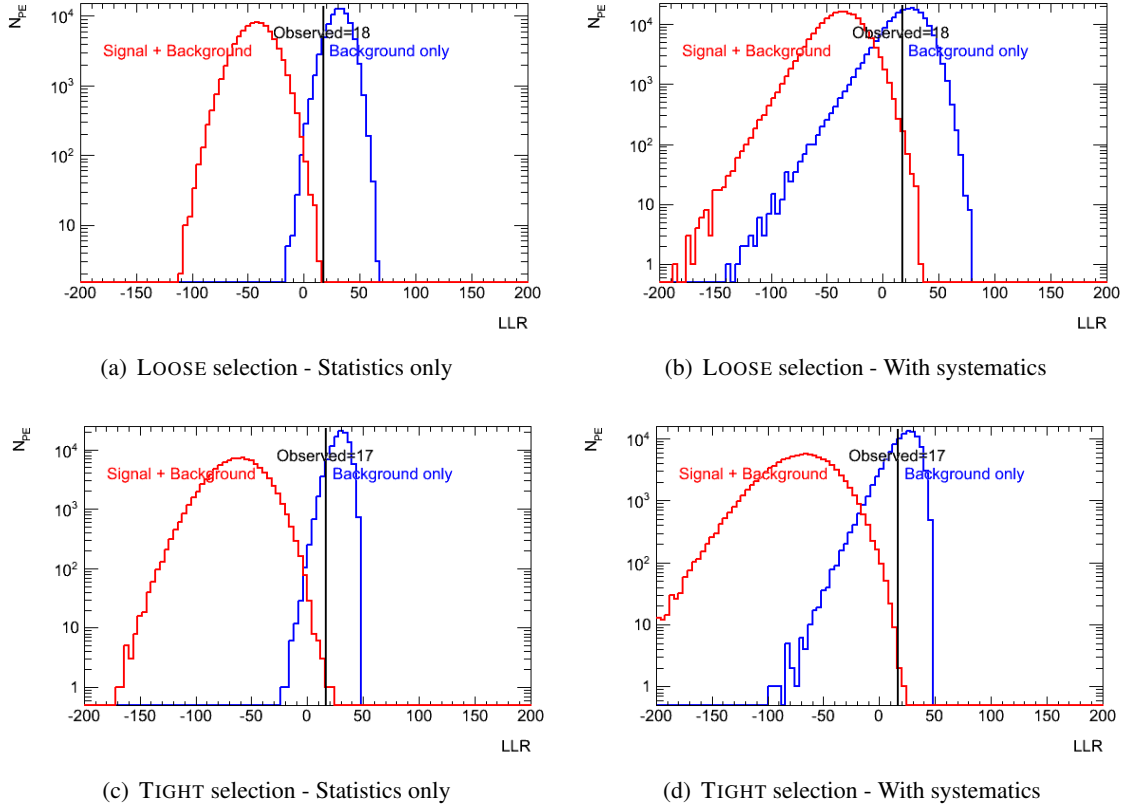 N_PE
10^4
10^3
10^2
10
Signal + Background
Observed=18
Background only
-200 -150 -100 -50 0 50 100 150 200
LLR
(a) LOOSE selection - Statistics only
N_PE
10^4
10^3
10^2
10
1
Signal + Background
Observed=18
Background only
-200 -150 -100 -50 0 50 100 150 200
LLR
(b) LOOSE selection - With systematics
N_PE
10^4
10^3
10^2
10
1
Signal + Background
Observed=17
Background only
-200 -150 -100 -50 0 50 100 150 200
LLR
(c) TIGHT selection - Statistics only
N_PE
10^4
10^3
10^2
10
1
Signal + Background
Observed=17
Background only
-200 -150 -100 -50 0 50 100 150 200
LLR
(d) TIGHT selection - With systematics